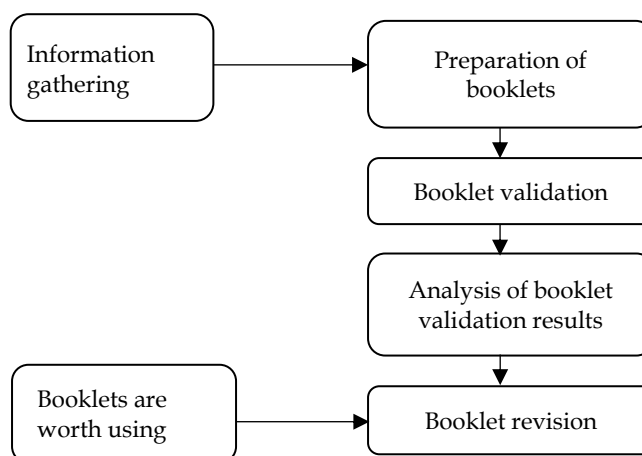 Information
gathering
Preparation of
booklets
Booklet validation
Analysis of booklet
validation results
Booklets are
worth using
Booklet revision